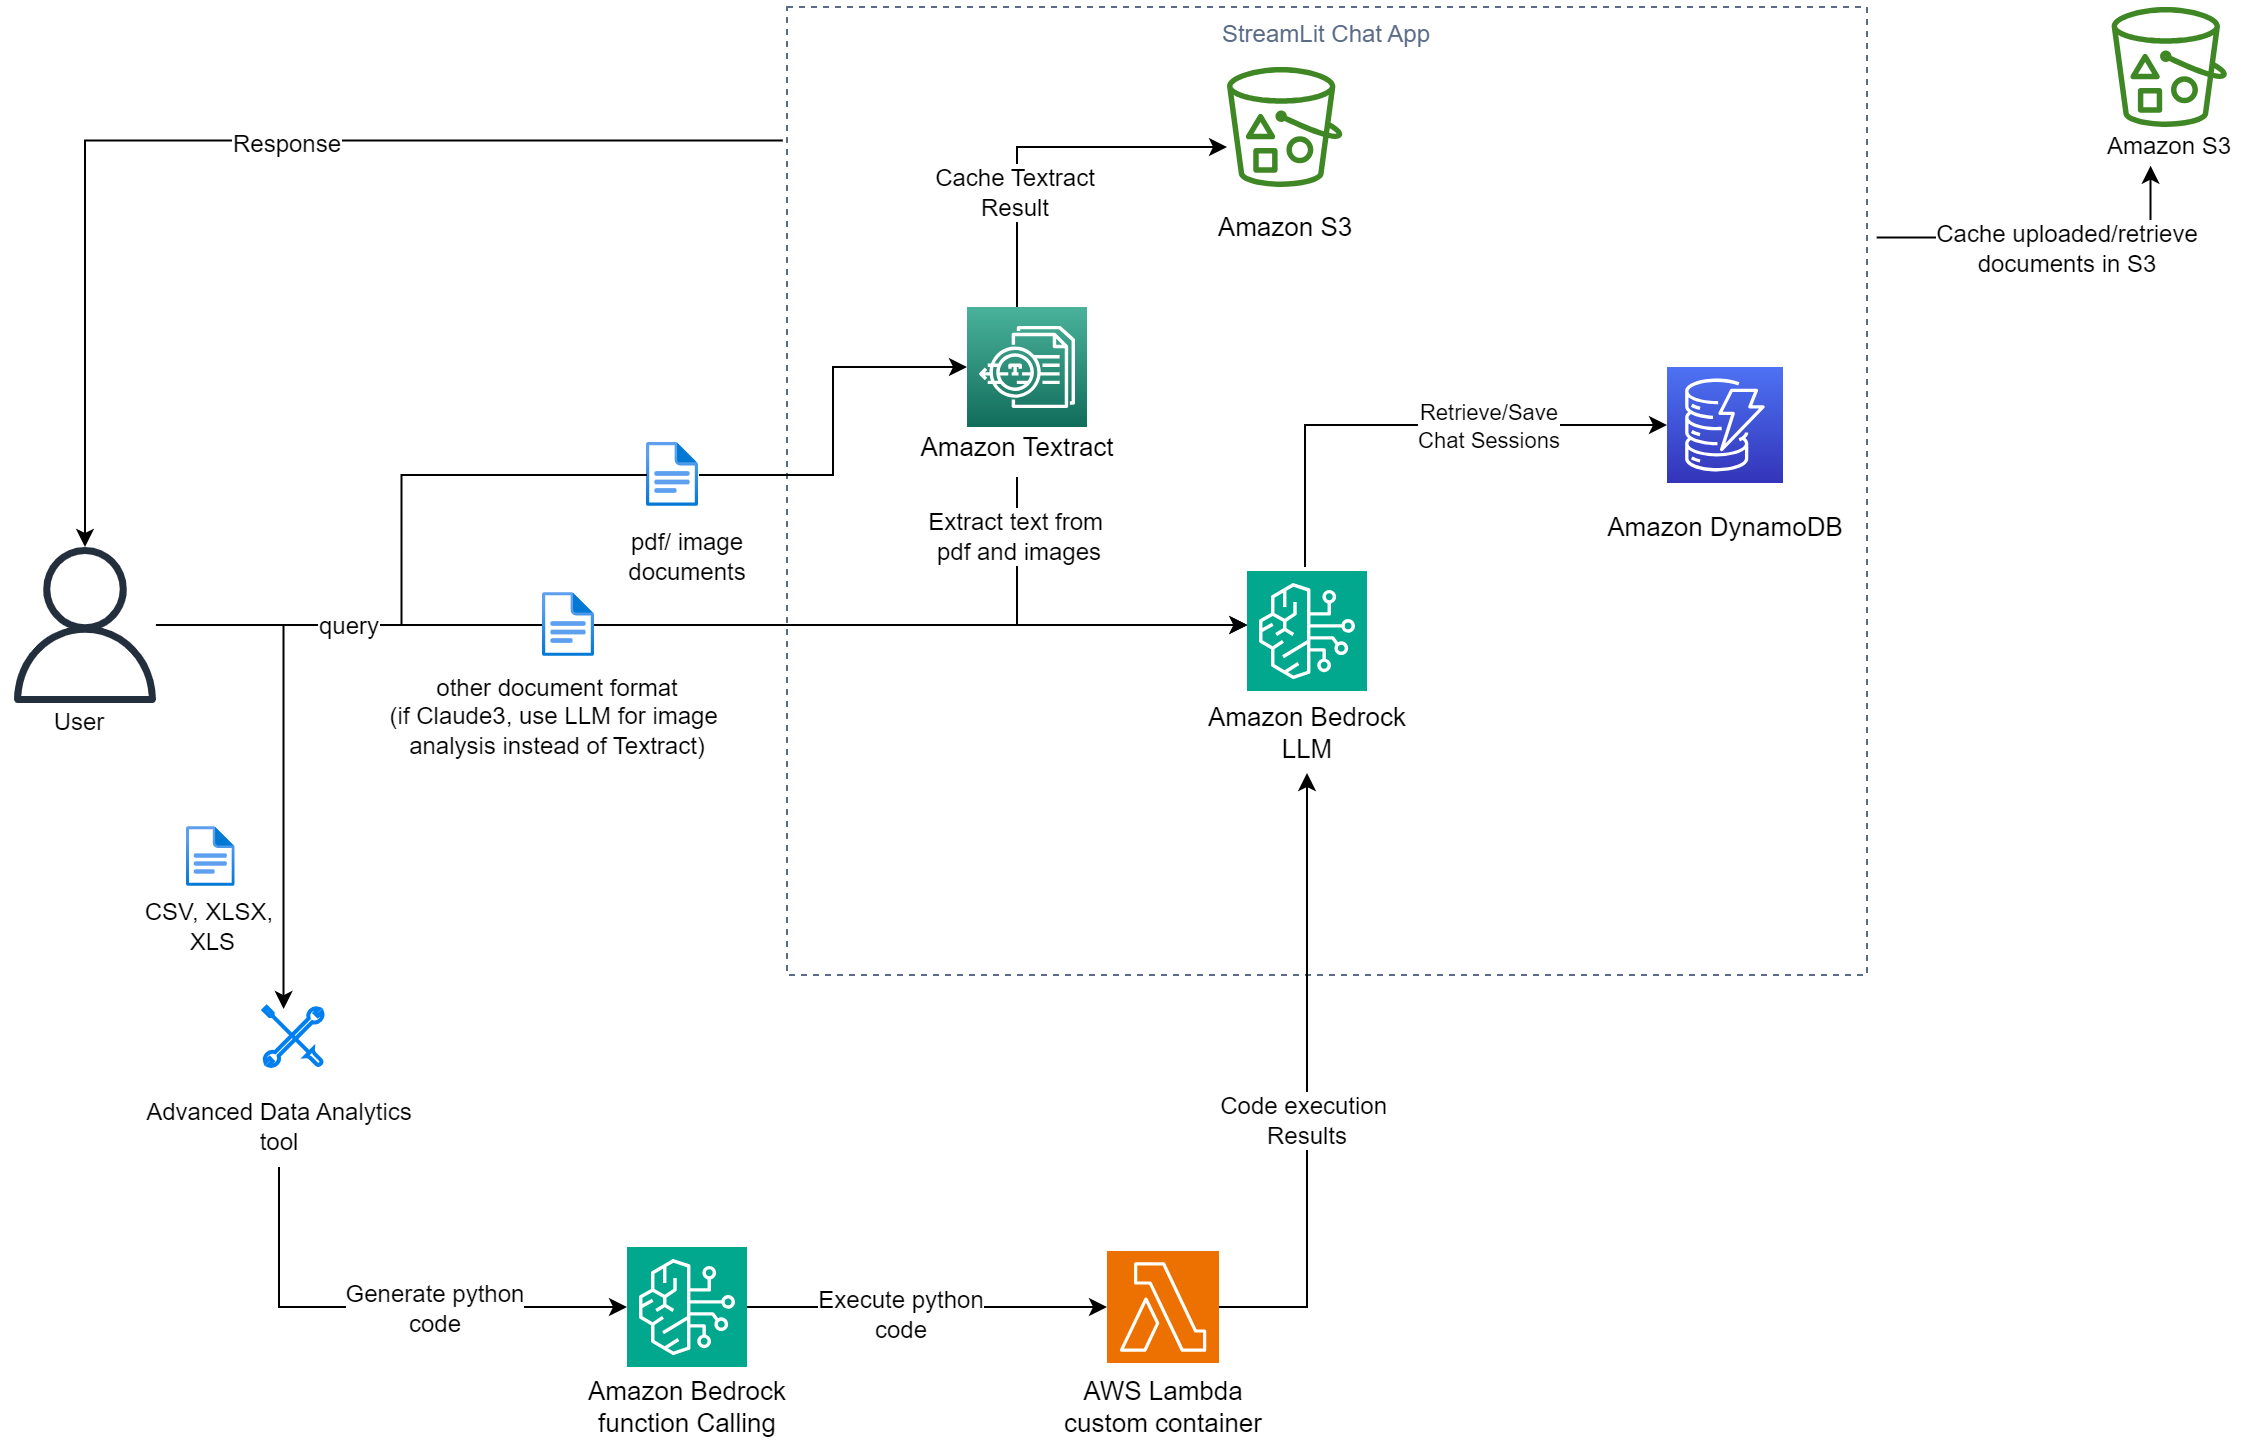 StreamLit Chat App
Amazon S3
Response
Cache Textract
Result
Amazon S3
Cache uploaded/retrieve
documents in S3
Retrieve/Save
Chat Sessions
Amazon Textract
Extract text from
pdf and images
Amazon DynamoDB
pdf/ image
documents
query
User
other document format
(if Claude3, use LLM for image
analysis instead of Textract)
Amazon Bedrock
LLM
CSV, XLSX,
XLS
Advanced Data Analytics
tool
Code execution
Results
Generate python
code
Execute python
code
Amazon Bedrock
function Calling
AWS Lambda
custom container